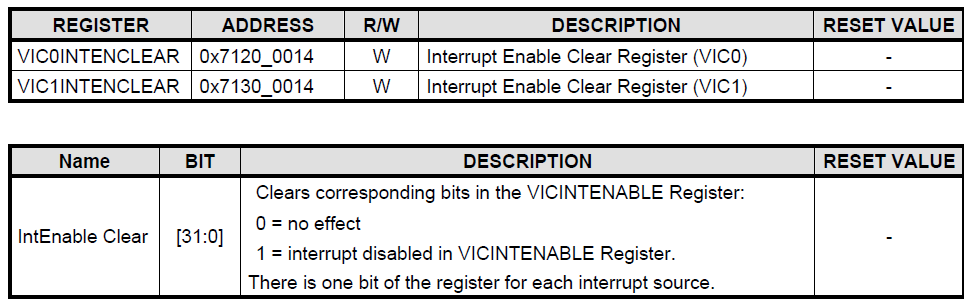 REGISTER ADDRESS R/W DESCRIPTION RESET VALUE
VIC0INTENCLEAR 0x7120_0014 W Interrupt Enable Clear Register (VIC0) -
VIC1INTENCLEAR 0x7130_0014 W Interrupt Enable Clear Register (VIC1) -
Name BIT DESCRIPTION RESET VALUE
Clears corresponding bits in the VICINTENABLE Register:
0 = no effect
IntEnable Clear [31:0] -
1 = interrupt disabled in VICINTENABLE Register.
There is one bit of the register for each interrupt source.